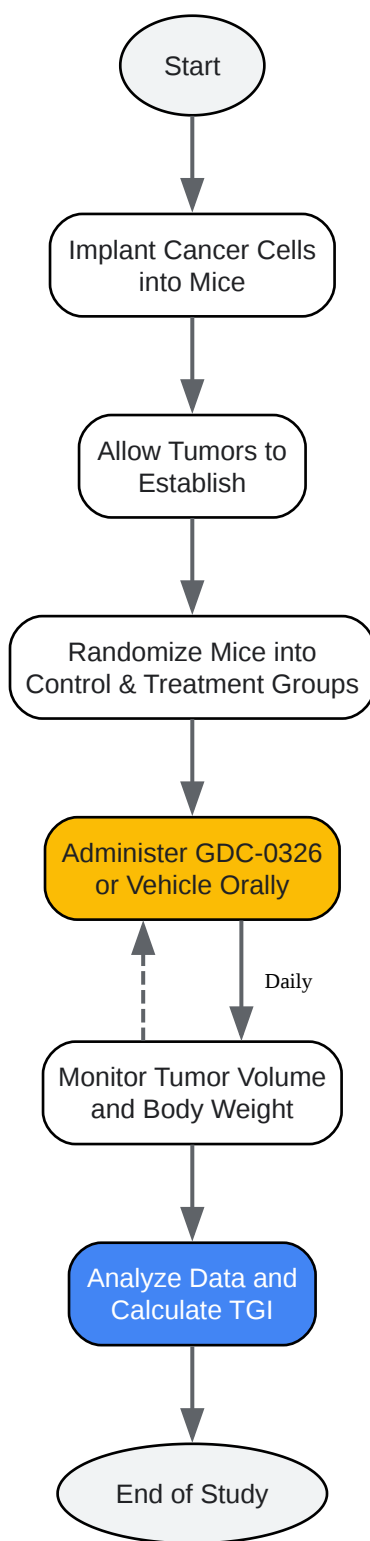 Start
Implant Cancer Cells
into Mice
Allow Tumors to
Establish
Randomize Mice into
Control & Treatment Groups
Administer GDC-0326
or Vehicle Orally
Daily
Monitor Tumor Volume
and Body Weight
Analyze Data and
Calculate TGI
End of Study